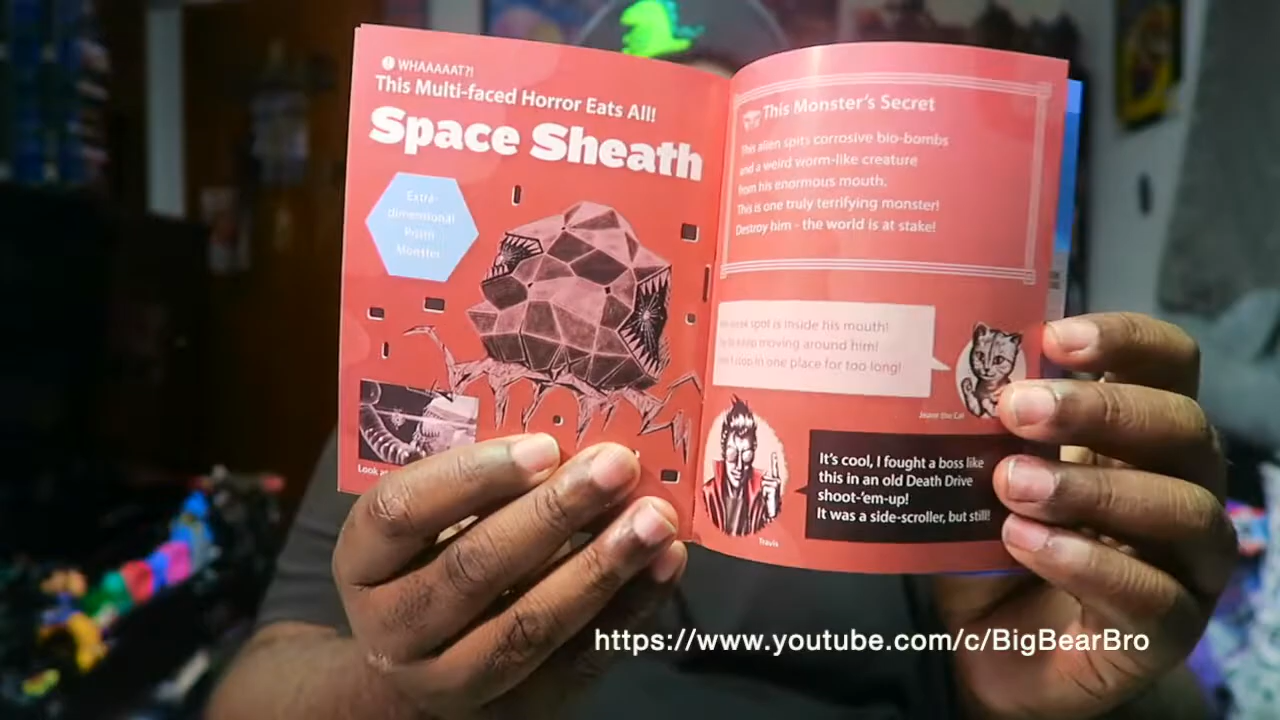 WHAAAAAT?!
This Multi-faced Horror Eats All!
Space Sheath
Extra-
dimensional
Prism
Monster
Look at
This Monster's Secret
This alien spits corrosive bio-bombs
and a weird worm-like creature
from his enormous mouth.
This is one truly terrifying monster!
Destroy him - the world is at stake!
weak spot is inside his mouth!
moving around him!
stop in one place for too long!
Jeane the Cat
It's cool, I fought a boss like
this in an old Death Drive
shoot-'em-up!
It was a side-scroller, but still!
Travis
https://www.youtube.com/c/BigBearBro